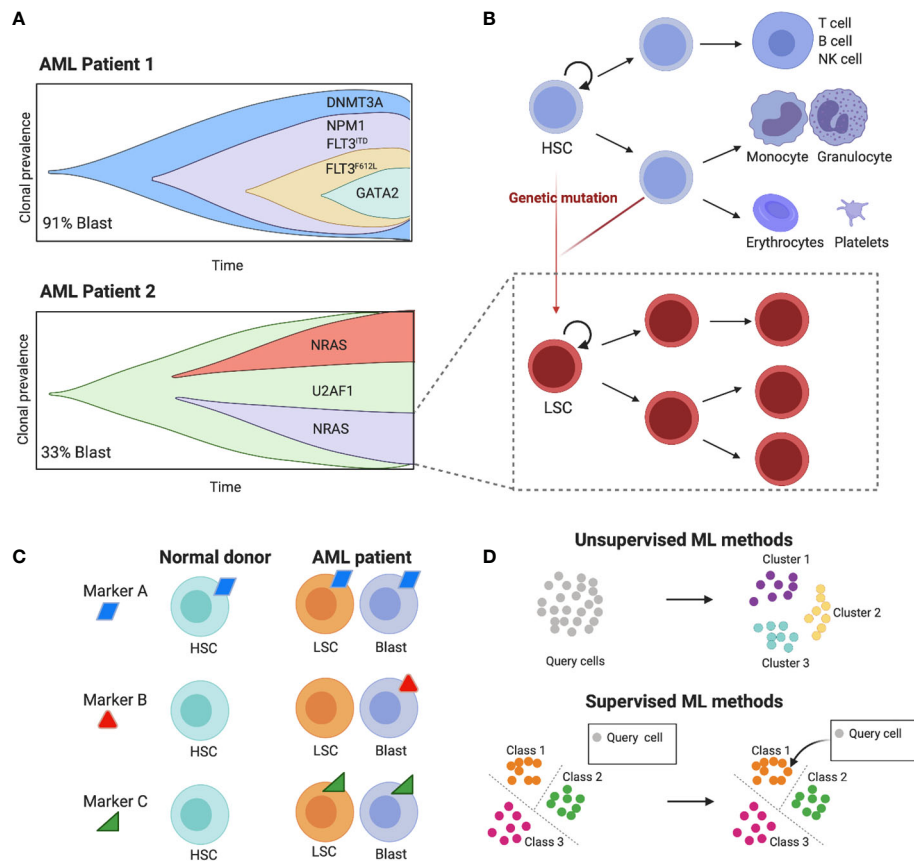 A
AML Patient 1
Clonal prevalence
DNMT3A
NPM1
FLT3ITD
FLT3F612L
GATA2
91% Blast
Time
AML Patient 2
Clonal prevalence
NRAS
U2AF1
NRAS
33% Blast
Time
B
T cell
B cell
NK cell
HSC
Monocyte Granulocyte
Genetic mutation
Erythrocytes Platelets
LSC
C
Normal donor AML patient
Marker A
HSC LSC Blast
Marker B
HSC LSC Blast
Marker C
HSC LSC Blast
D
Unsupervised ML methods
Cluster 1
Cluster 2
Query cells
Cluster 3
Supervised ML methods
Query cell
Class 1
Class 2
Class 3
Query cell
Class 1
Class 2
Class 3